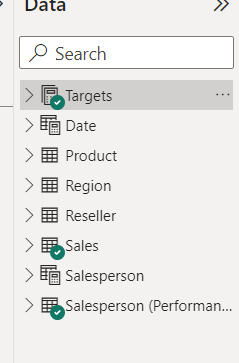 Data
Search
Targets
Date
Product
Region
Reseller
Sales
Salesperson
Salesperson (Performan...